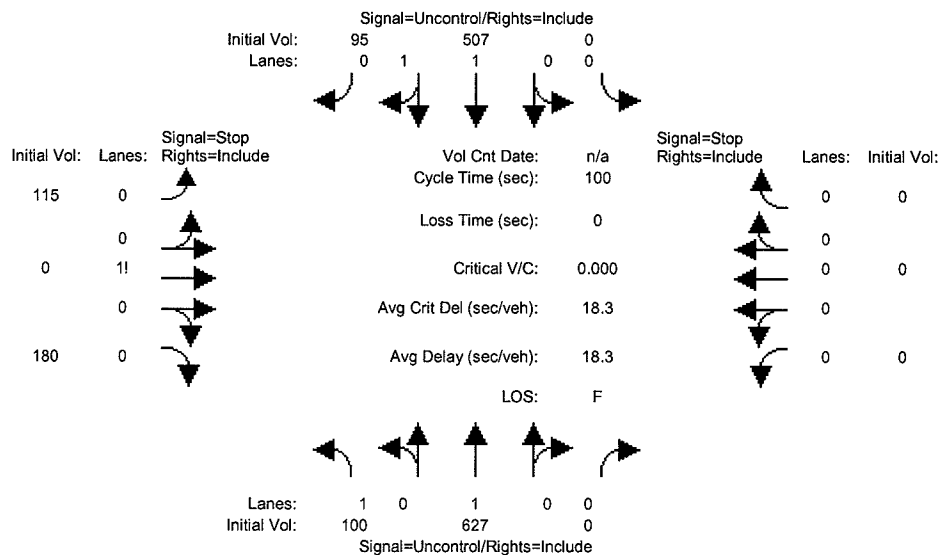 Signal=Uncontrol/Rights=Include
Initial Vol: 95 507 0
Lanes: 0 1 1 0 0
Signal=Stop
Initial Vol: Lanes: Rights=Include
115 0
0
0 1!
0
180 0
Vol Cnt Date: n/a
Cycle Time (sec): 100
Loss Time (sec): 0
Critical V/C: 0.000
Avg Crit Del (sec/veh): 18.3
Avg Delay (sec/veh): 18.3
LOS: F
Signal=Stop
Rights=Include Lanes: Initial Vol:
0 0
0
0 0
0
0 0
Lanes: 1 0 1 0 0
Initial Vol: 100 627 0
Signal=Uncontrol/Rights=Include